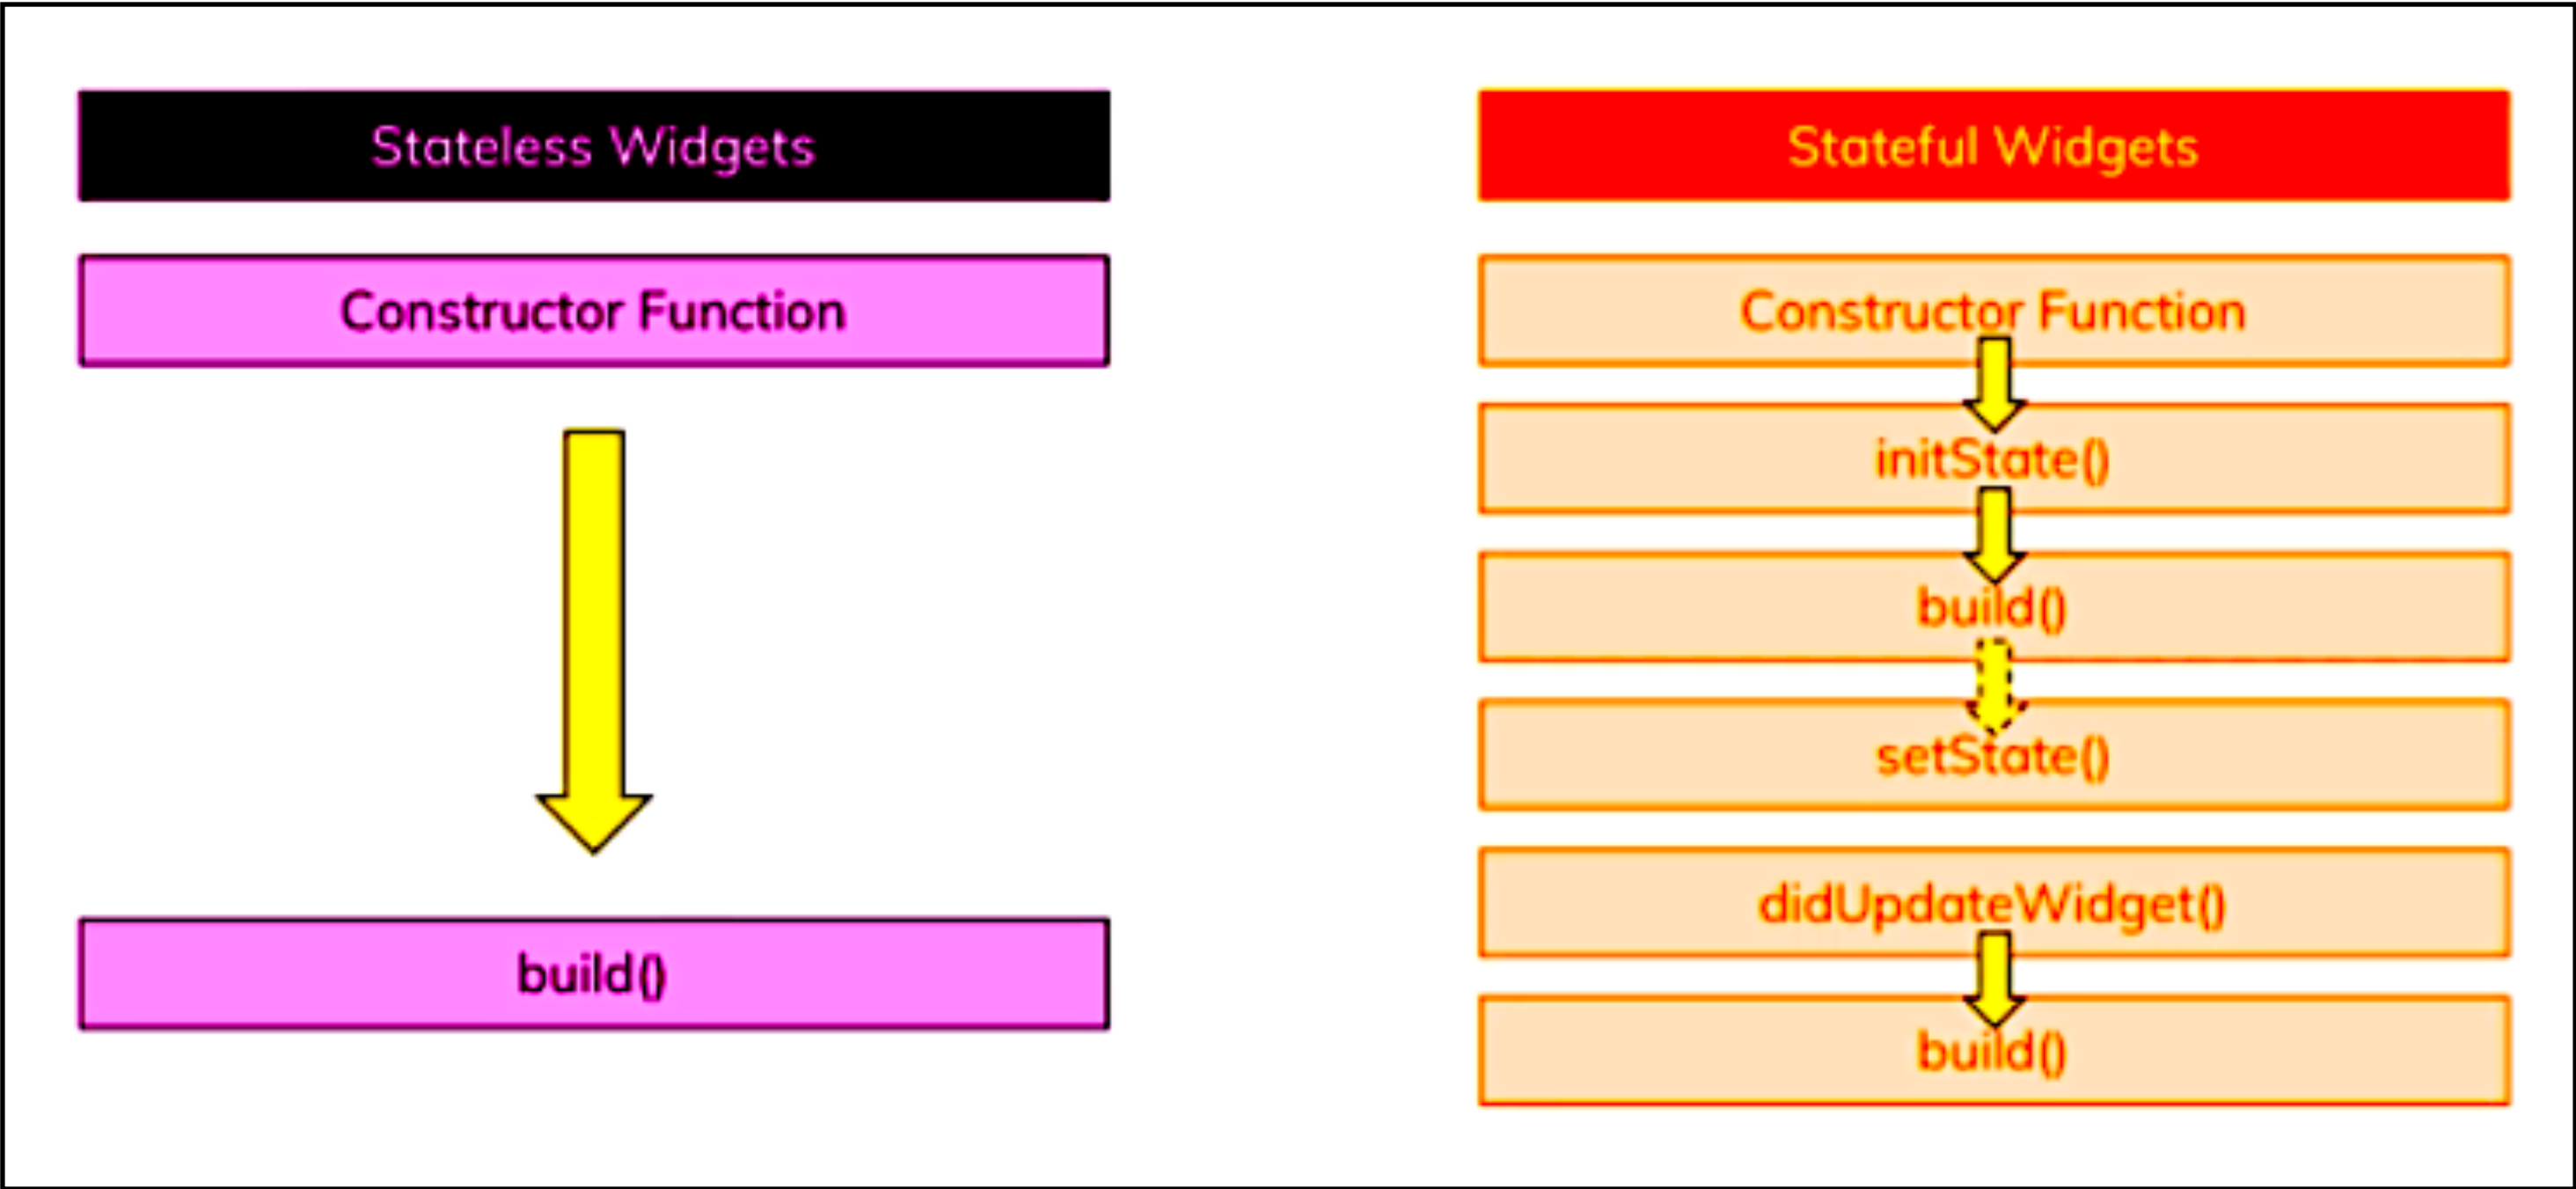 Stateless Widgets
Constructor Function
build()
Stateful Widgets
Constructor Function
initState()
build()
setState()
didUpdateWidget()
build()